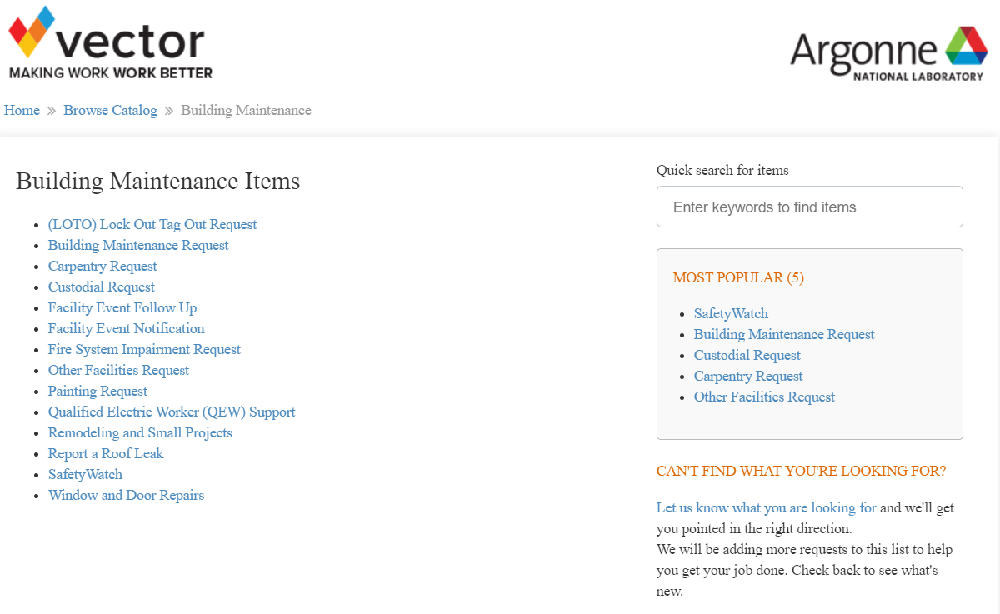 vector
MAKING WORK WORK BETTER
Argonne
NATIONAL LABORATORY
Home » Browse Catalog » Building Maintenance
Building Maintenance Items
• (LOTO) Lock Out Tag Out Request
• Building Maintenance Request
• Carpentry Request
• Custodial Request
• Facility Event Follow Up
• Facility Event Notification
• Fire System Impairment Request
• Other Facilities Request
• Painting Request
• Qualified Electric Worker (QEW) Support
• Remodeling and Small Projects
• Report a Roof Leak
• SafetyWatch
• Window and Door Repairs
Quick search for items
Enter keywords to find items
MOST POPULAR (5)
• SafetyWatch
• Building Maintenance Request
• Custodial Request
• Carpentry Request
• Other Facilities Request
CAN'T FIND WHAT YOU'RE LOOKING FOR?
Let us know what you are looking for and we'll get
you pointed in the right direction.
We will be adding more requests to this list to help
you get your job done. Check back to see what's
new.